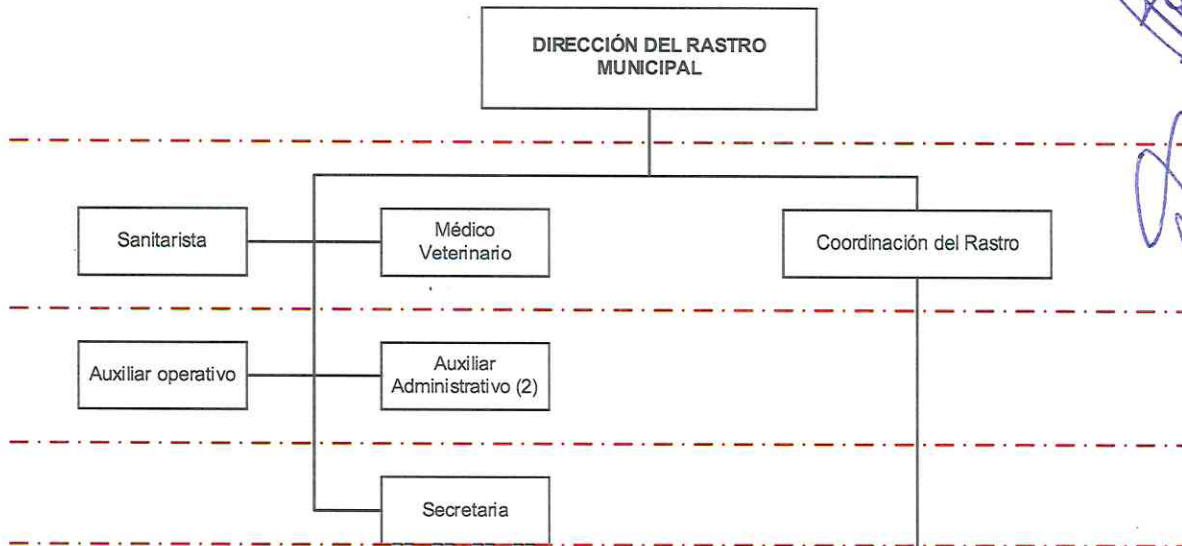 DIRECCIÓN DEL RASTRO
MUNICIPAL
Sanitarista
Médico
Veterinario
Coordinación del Rastro
Auxiliar operativo
Auxiliar
Administrativo (2)
Secretaria